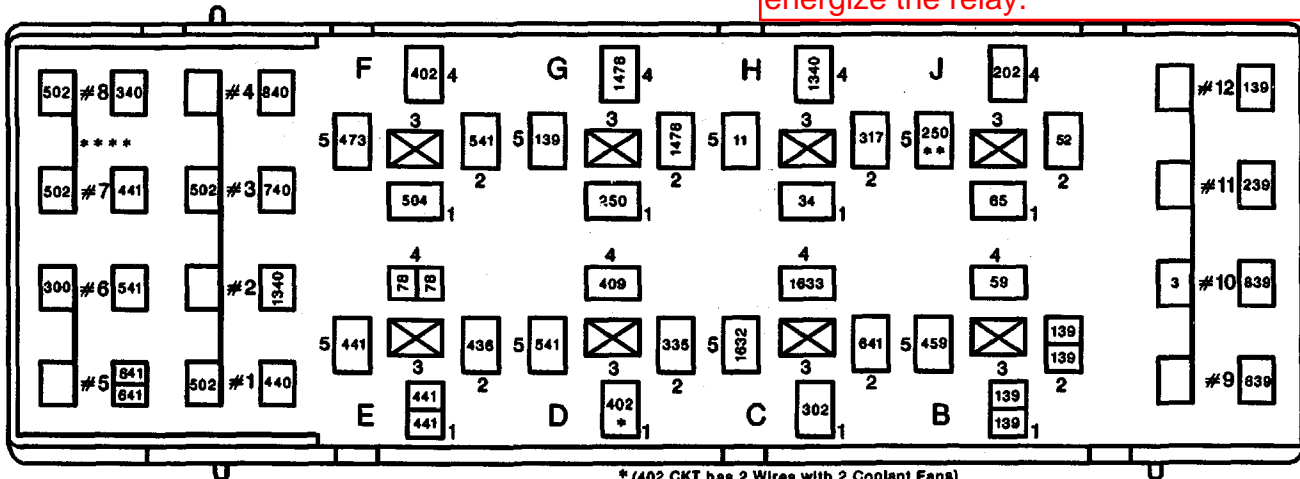 energize the relay.
F 402 4 G 1478 4 H 1340 4 J 202 4
502 #8 340 #4 840 #12 139
3 3 3 3
* * * * 5 473 541 5 139 1478 5 11 317 5 250 52
* *
2 2 2 2
502 #7 441 502 #3 740 504 1 250 1 34 1 65 1 #11 239
4 4 4 4
300 #6 541 #2 1340 78 78 409 1633 59 3 #10 839
5 441 436 5 541 335 5 1632 641 5 459 139
139
3 3 3 3
2 2 2 2
#5 641 502 #1 440 #9 839
641
E 441 D 402 C 302 B 139
441 1 * 1 1 139 1
* (402 CKT has 2 Wires with 2 Coolant Fans)